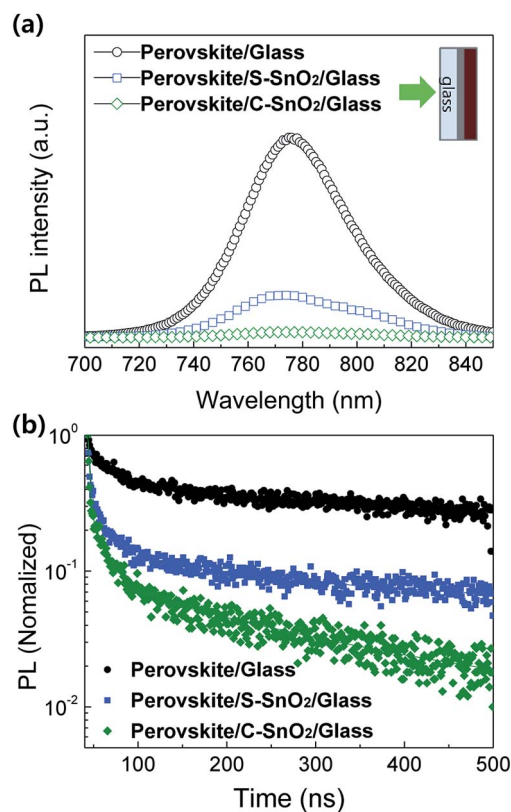 (a)
Perovskite/Glass
Perovskite/S-SnO₂/Glass
Perovskite/C-SnO₂/Glass
glass
PL intensity (a.u.)
700 720 740 760 780 800 820 840
Wavelength (nm)
(b)
10⁰
10⁻¹
10⁻²
PL (Nomalized)
Perovskite/Glass
Perovskite/S-SnO₂/Glass
Perovskite/C-SnO₂/Glass
100 200 300 400 500
Time (ns)